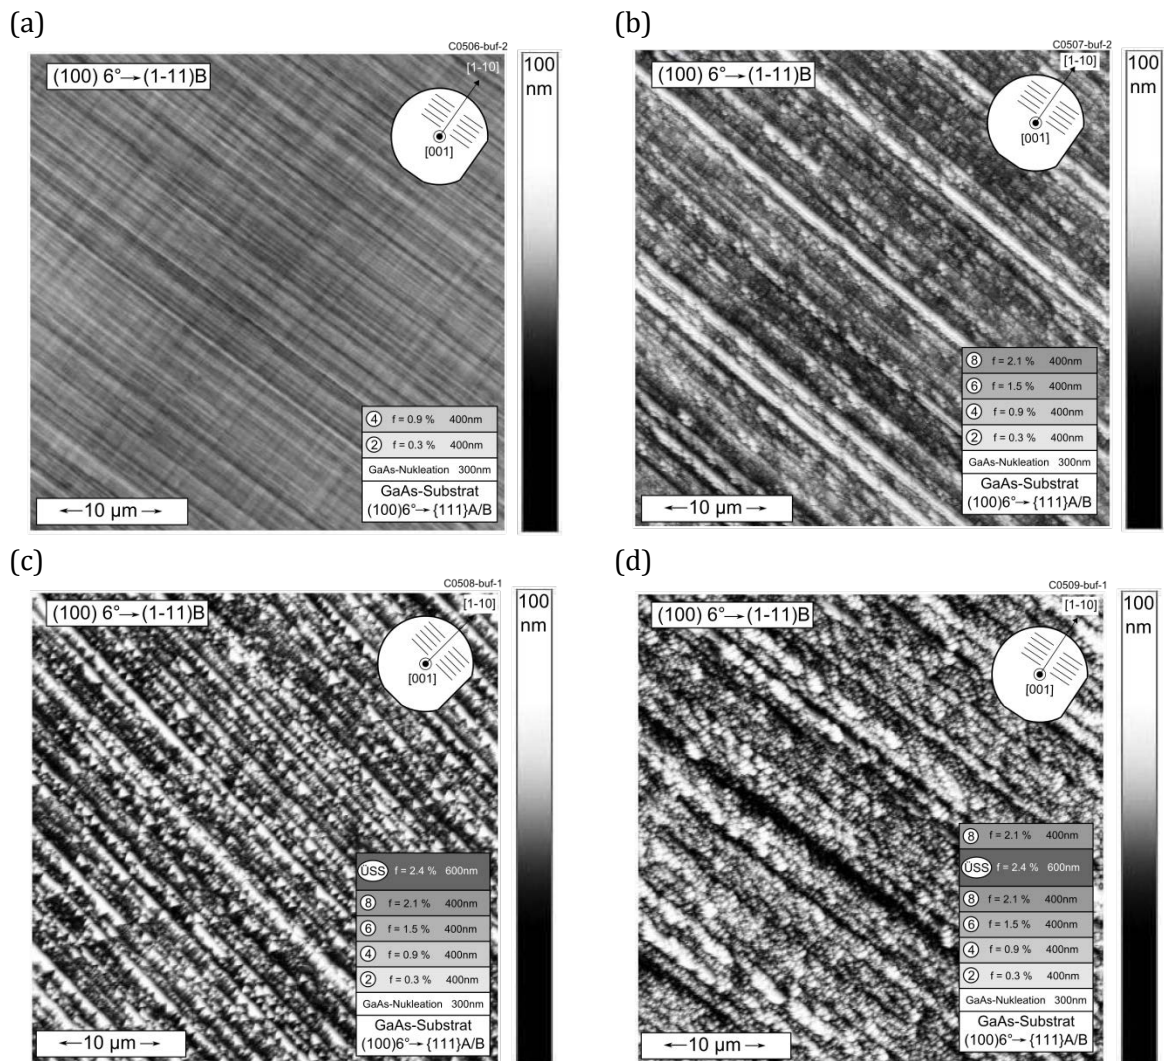 (a)
C0506-buf-2
(100) 6°→(1-11)B
[1-10]
[001]
100
nm
④ f = 0.9 % 400nm
② f = 0.3 % 400nm
GaAs-Nukleation 300nm
GaAs-Substrat
(100)6°→{111}A/B
←10 µm→
(b)
C0507-buf-2
(100) 6°→(1-11)B
[1-10]
[001]
100
nm
⑧ f = 2.1 % 400nm
⑥ f = 1.5 % 400nm
④ f = 0.9 % 400nm
② f = 0.3 % 400nm
GaAs-Nukleation 300nm
GaAs-Substrat
(100)6°→{111}A/B
←10 µm→
(c)
C0508-buf-1
(100) 6°→(1-11)B
[1-10]
[001]
100
nm
ÜSS f = 2.4 % 600nm
⑧ f = 2.1 % 400nm
⑥ f = 1.5 % 400nm
④ f = 0.9 % 400nm
② f = 0.3 % 400nm
GaAs-Nukleation 300nm
GaAs-Substrat
(100)6°→{111}A/B
←10 µm→
(d)
C0509-buf-1
(100) 6°→(1-11)B
[1-10]
[001]
100
nm
⑧ f = 2.1 % 400nm
ÜSS f = 2.4 % 600nm
⑧ f = 2.1 % 400nm
⑥ f = 1.5 % 400nm
④ f = 0.9 % 400nm
② f = 0.3 % 400nm
GaAs-Nukleation 300nm
GaAs-Substrat
(100)6°→{111}A/B
←10 µm→